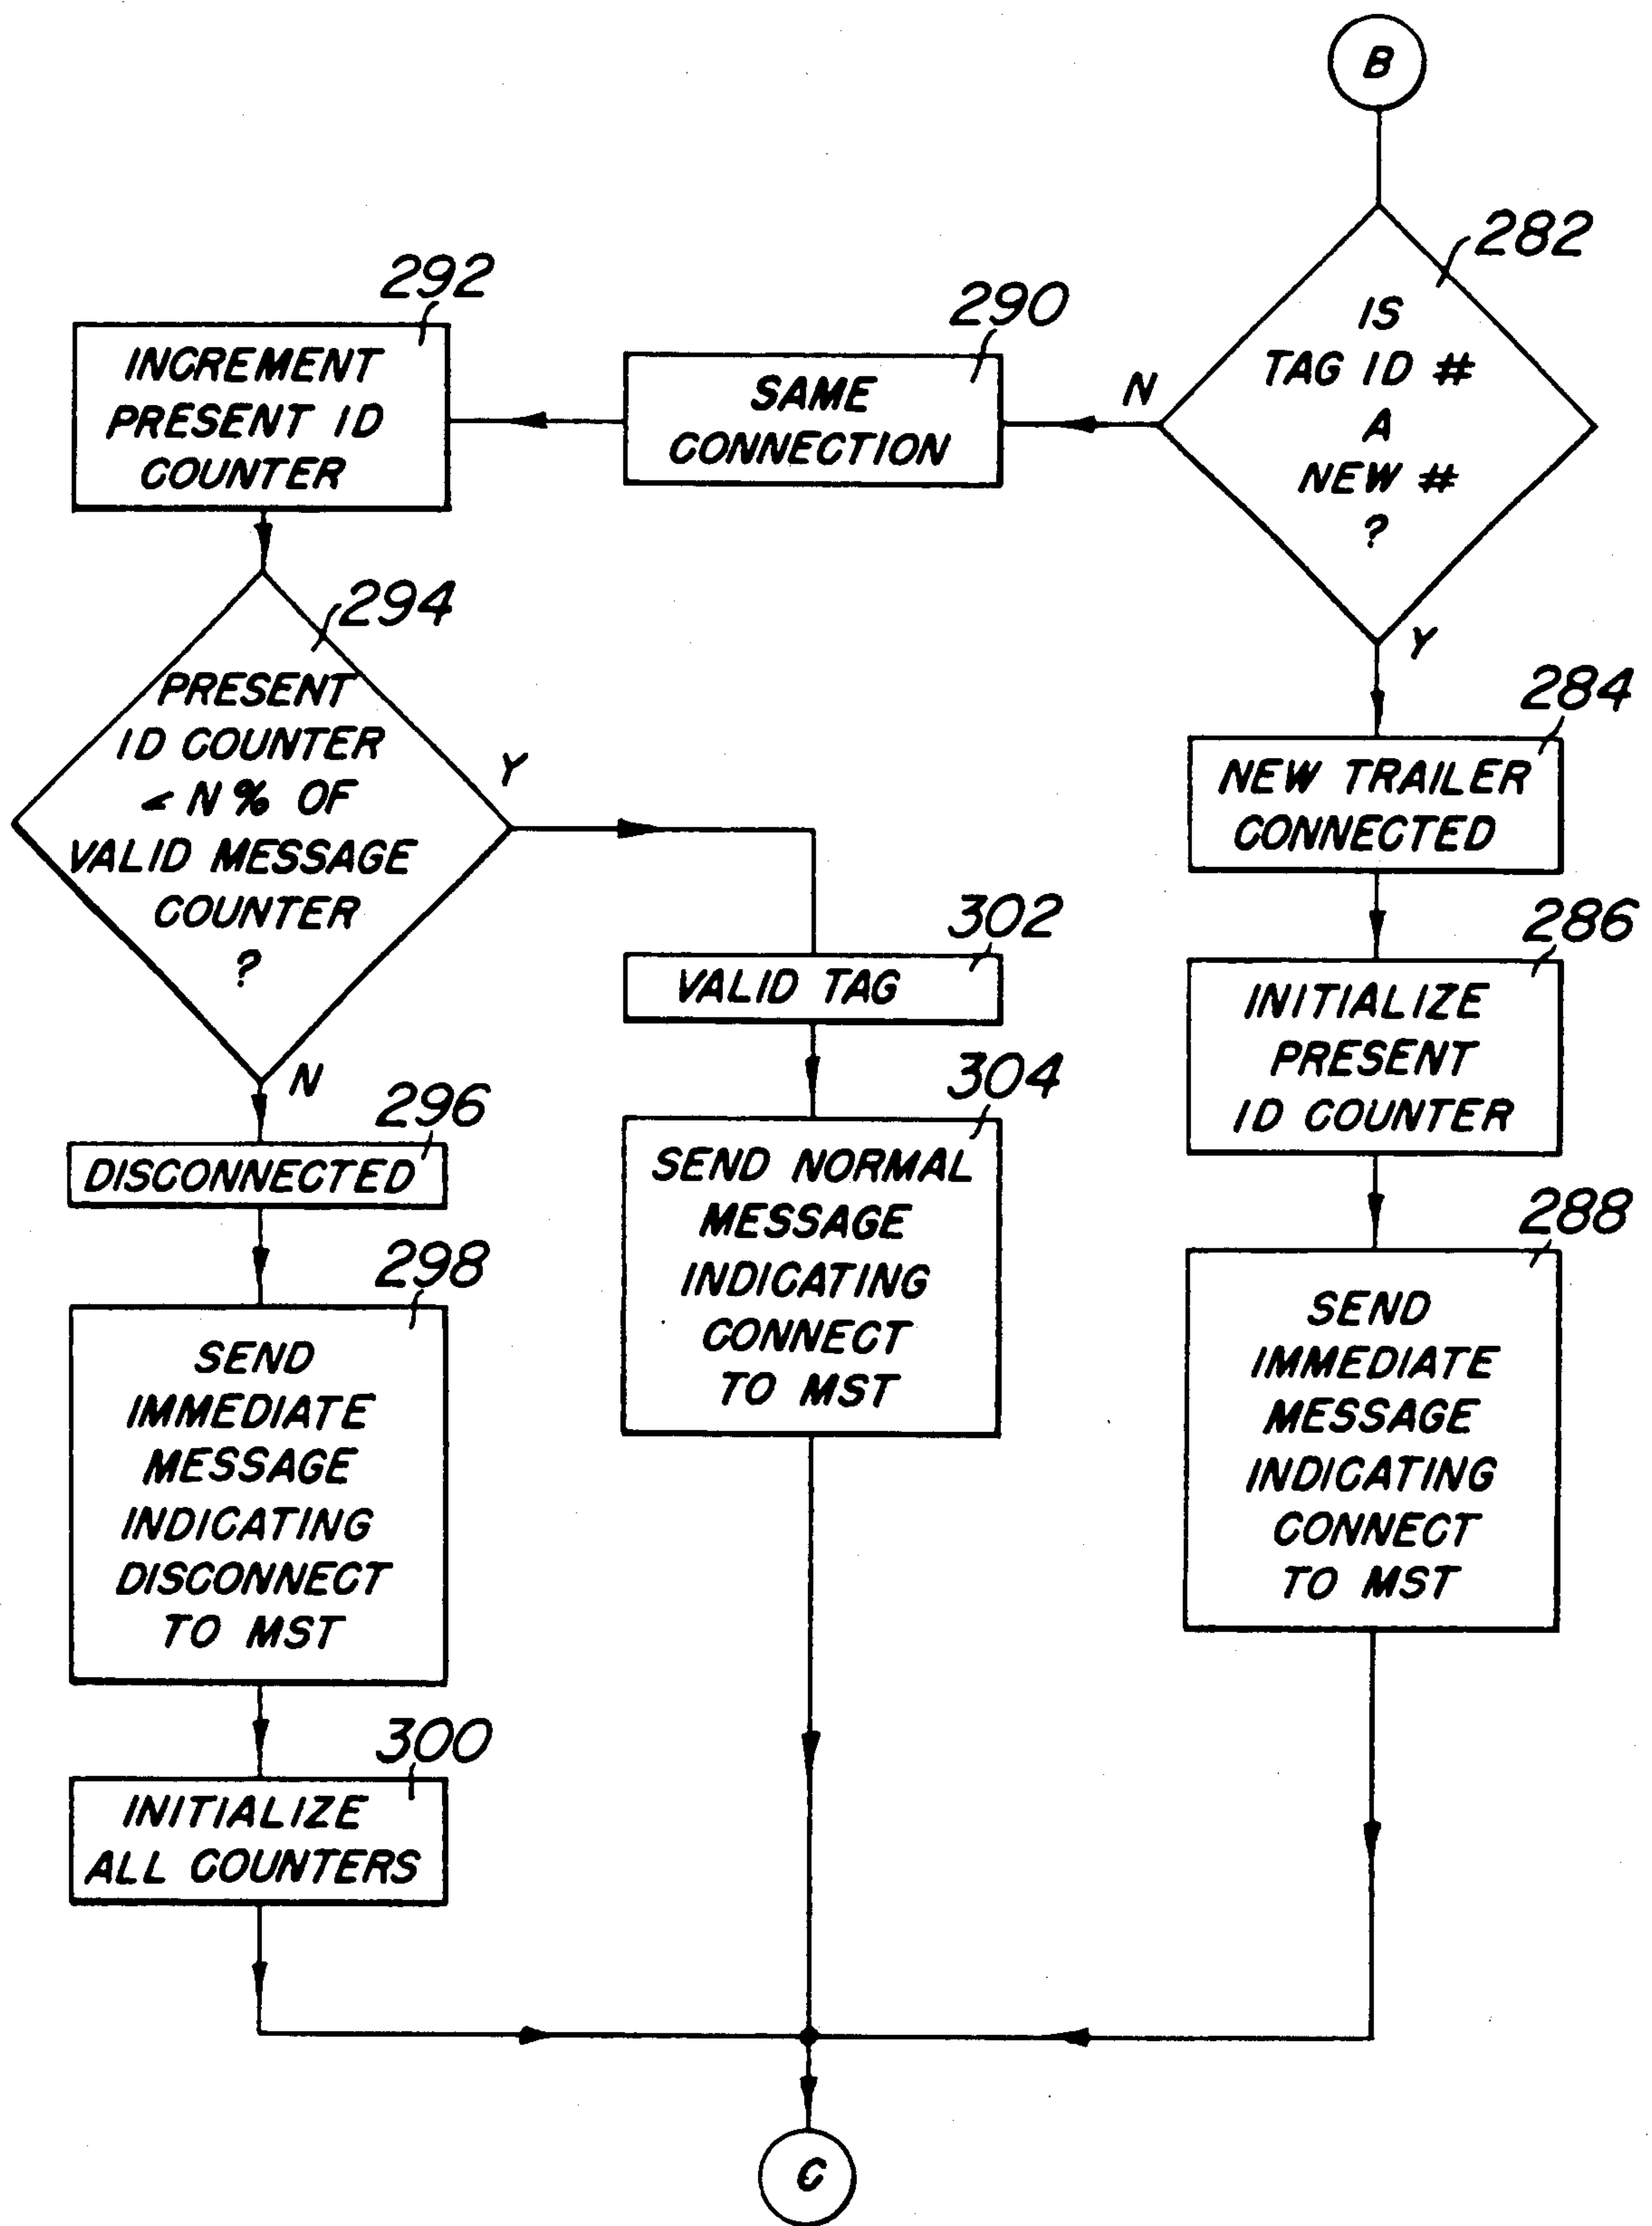 B
282
IS
TAG ID #
A
NEW #
?
N
Y
290
SAME
CONNECTION
292
INCREMENT
PRESENT ID
COUNTER
294
PRESENT
ID COUNTER
< N% OF
VALID MESSAGE
COUNTER
?
Y
N
284
NEW TRAILER
CONNECTED
286
INITIALIZE
PRESENT
ID COUNTER
288
SEND
IMMEDIATE
MESSAGE
INDICATING
CONNECT
TO MST
302
VALID TAG
304
SEND NORMAL
MESSAGE
INDICATING
CONNECT
TO MST
296
DISCONNECTED
298
SEND
IMMEDIATE
MESSAGE
INDICATING
DISCONNECT
TO MST
300
INITIALIZE
ALL COUNTERS
C